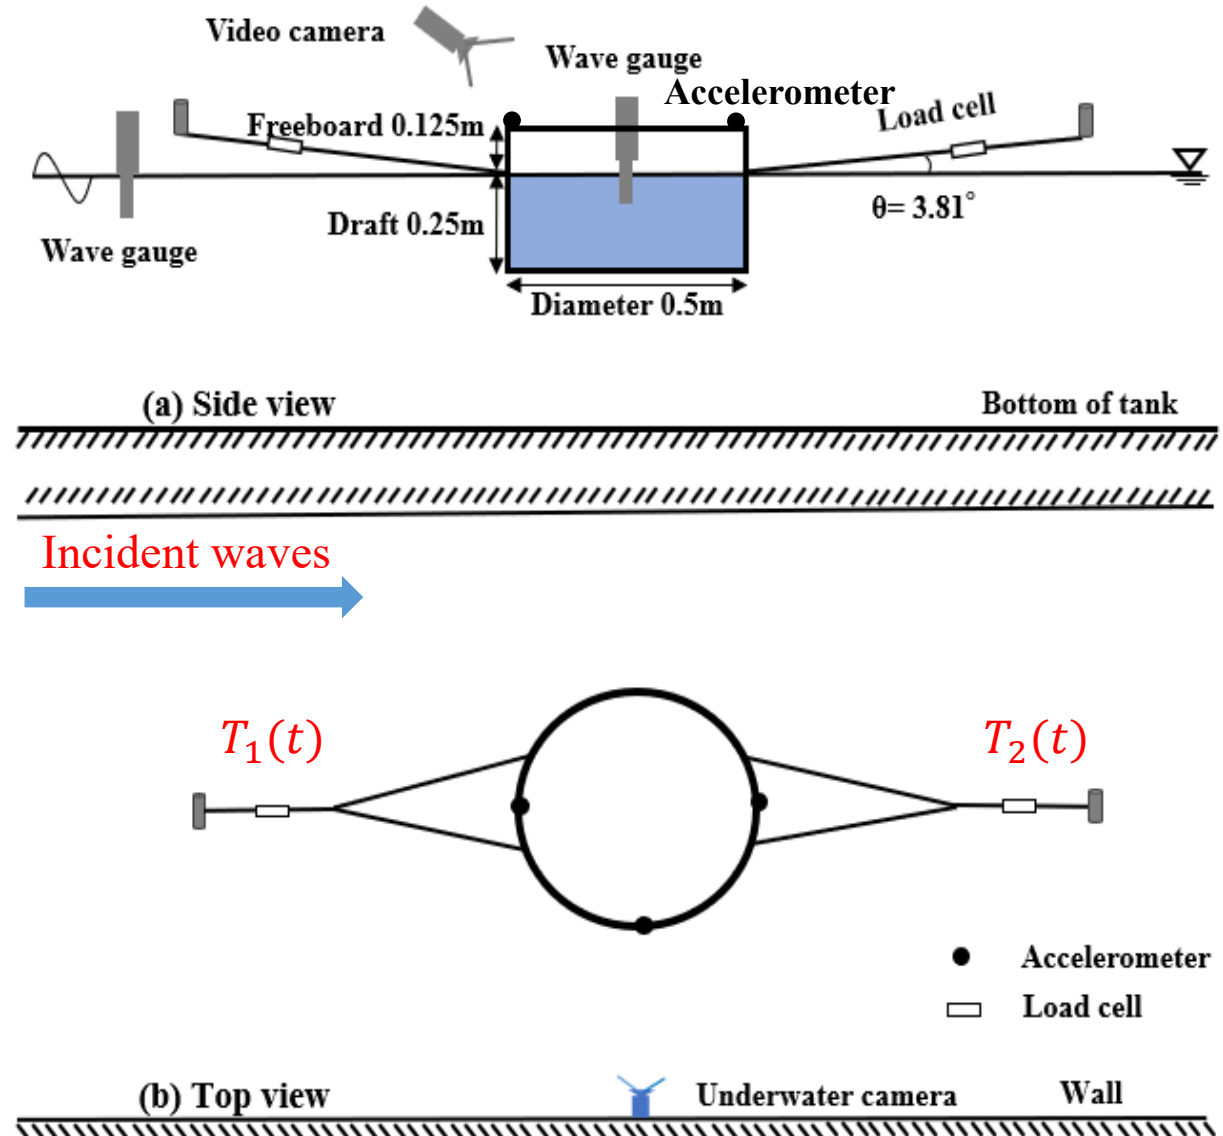 Video camera
Wave gauge
Accelerometer
Load cell
Freeboard 0.125m
θ= 3.81°
Draft 0.25m
Wave gauge
Diameter 0.5m
(a) Side view
Bottom of tank
Incident waves
T₁(t)
T₂(t)
Accelerometer
Load cell
(b) Top view
Underwater camera
Wall